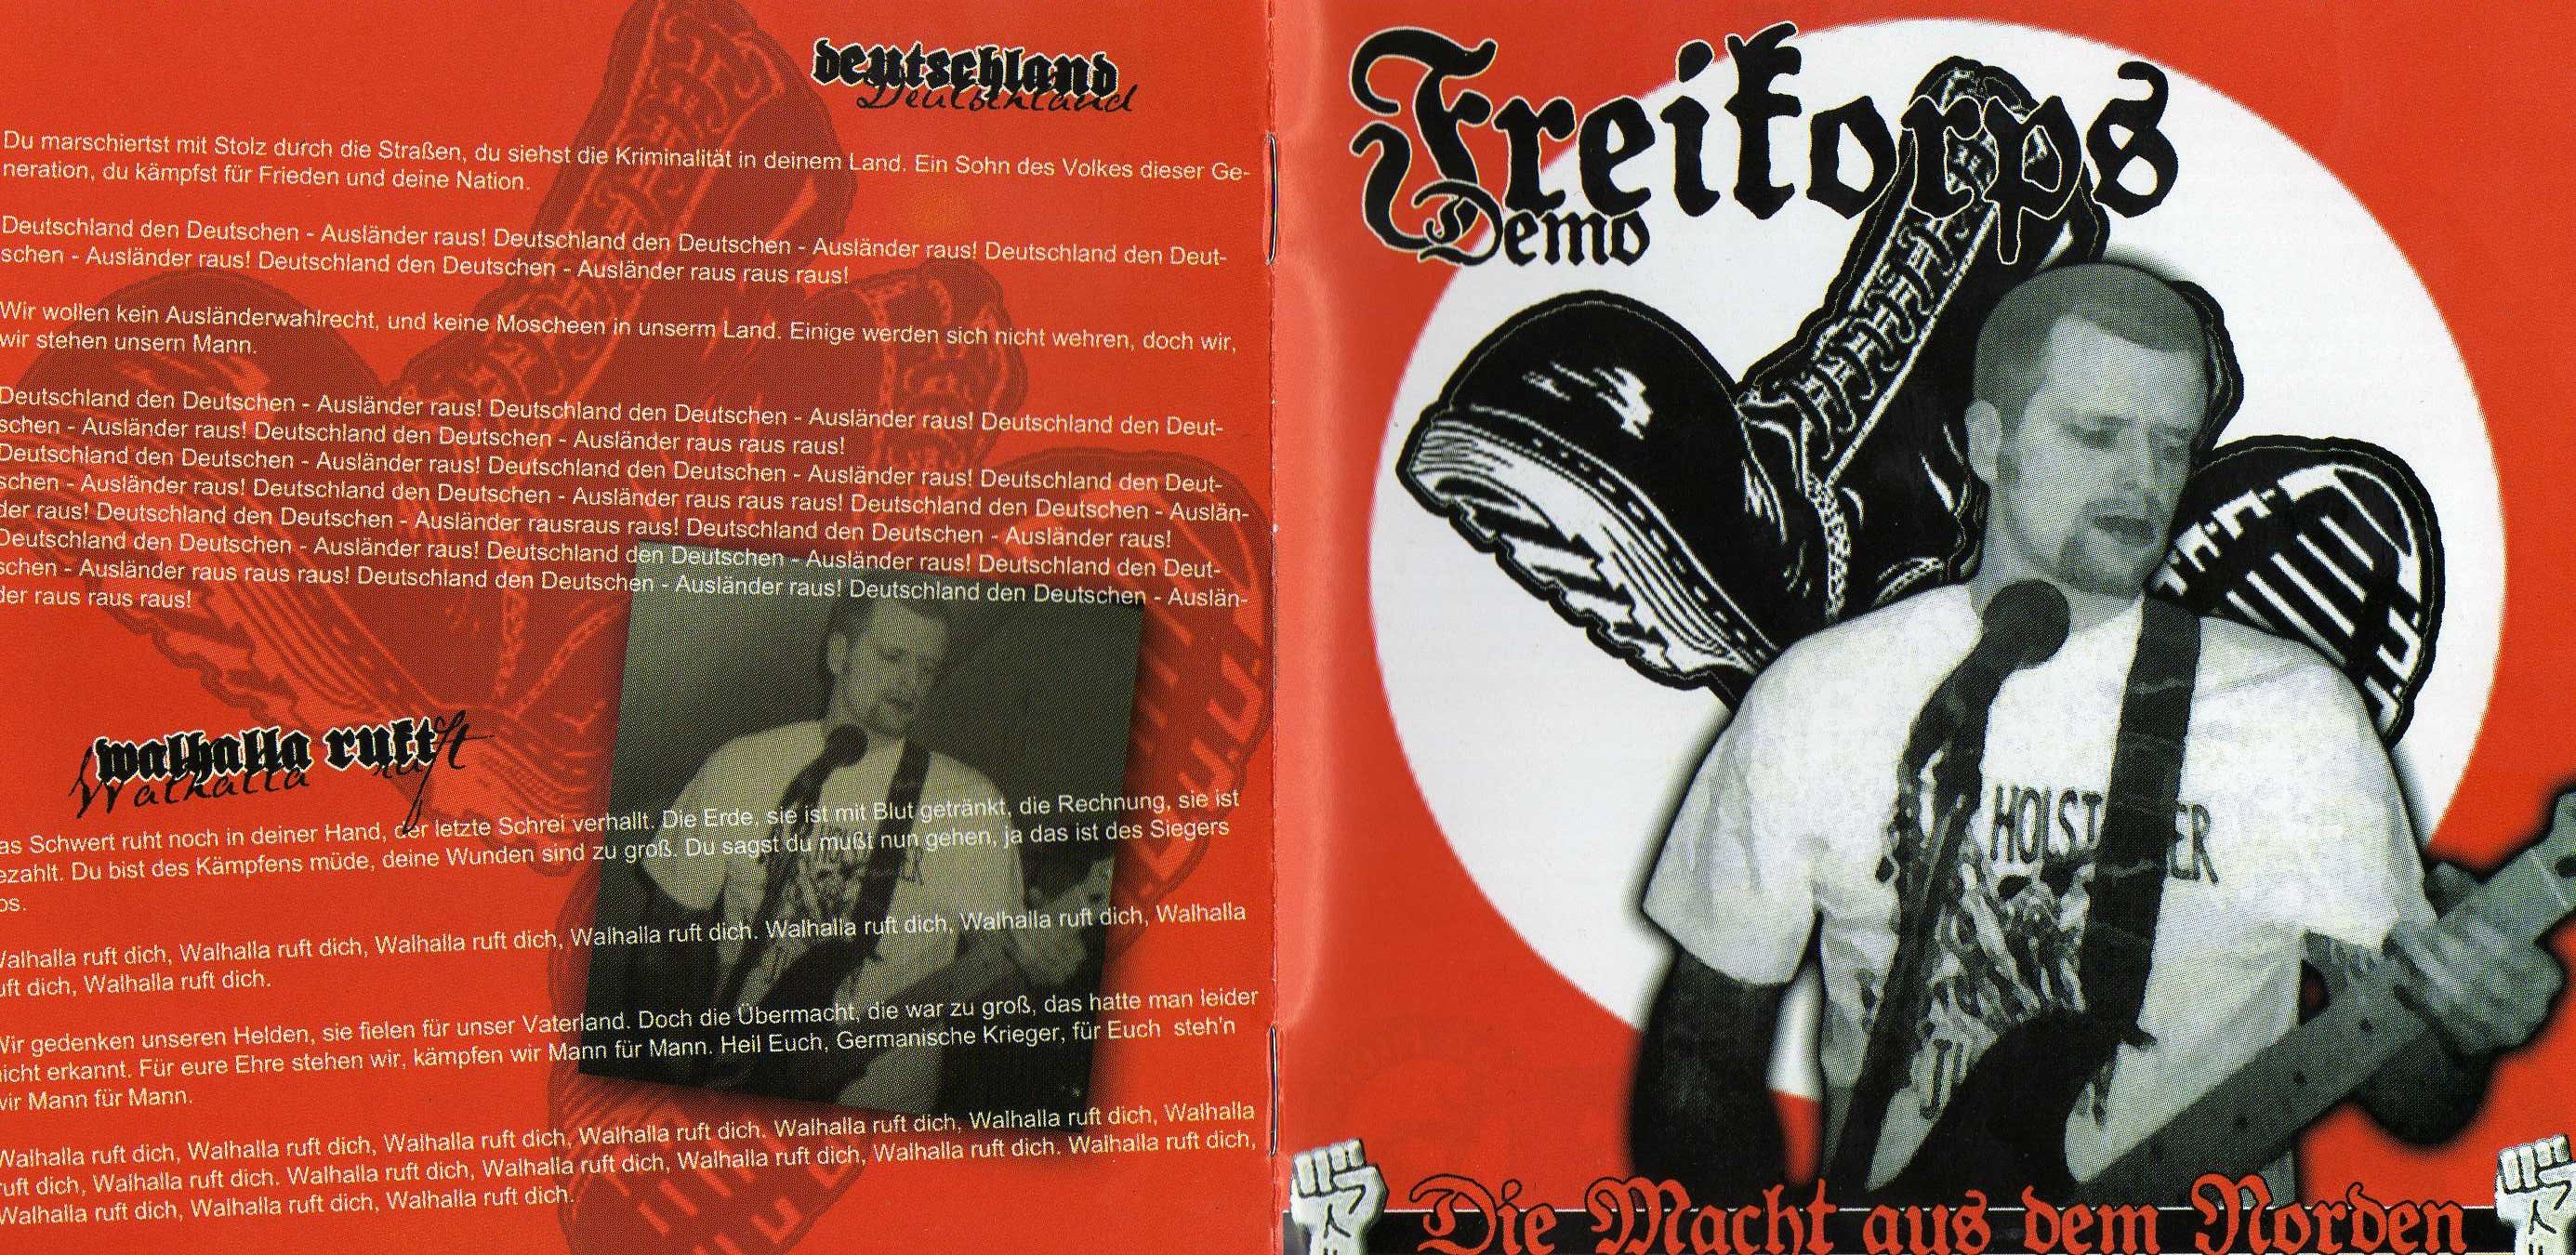 deutschland
Deutschland
Du marschiertst mit Stolz durch die Straßen, du siehst die Kriminalität in deinem Land. Ein Sohn des Volkes dieser Ge-
neration, du kämpfst für Frieden und deine Nation.
Deutschland den Deutschen - Ausländer raus! Deutschland den Deutschen - Ausländer raus! Deutschland den Deut-
schen - Ausländer raus! Deutschland den Deutschen - Ausländer raus raus raus!
Wir wollen kein Ausländerwahlrecht, und keine Moscheen in unserm Land. Einige werden sich nicht wehren, doch wir,
wir stehen unsern Mann.
Deutschland den Deutschen - Ausländer raus! Deutschland den Deutschen - Ausländer raus! Deutschland den Deut-
schen - Ausländer raus! Deutschland den Deutschen - Ausländer raus raus raus!
Deutschland den Deutschen - Ausländer raus! Deutschland den Deutschen - Ausländer raus! Deutschland den Deut-
schen - Ausländer raus! Deutschland den Deutschen - Ausländer raus raus raus! Deutschland den Deutschen - Auslän-
der raus! Deutschland den Deutschen - Ausländer rausraus raus! Deutschland den Deutschen - Ausländer raus!
Deutschland den Deutschen - Ausländer raus! Deutschland den Deutschen - Ausländer raus! Deutschland den Deut-
schen - Ausländer raus raus raus! Deutschland den Deutschen - Ausländer raus! Deutschland den Deutschen - Auslän-
der raus raus raus!
walhalla ruft
Walhalla ruft
as Schwert ruht noch in deiner Hand, der letzte Schrei verhallt. Die Erde, sie ist mit Blut getränkt, die Rechnung, sie ist
ezahlt. Du bist des Kämpfens müde, deine Wunden sind zu groß. Du sagst du mußt nun gehen, ja das ist des Siegers
os.
Walhalla ruft dich, Walhalla ruft dich, Walhalla ruft dich, Walhalla ruft dich. Walhalla ruft dich, Walhalla ruft dich, Walhalla
uft dich, Walhalla ruft dich.
Wir gedenken unseren Helden, sie fielen für unser Vaterland. Doch die Übermacht, die war zu groß, das hatte man leider
nicht erkannt. Für eure Ehre stehen wir, kämpfen wir Mann für Mann. Heil Euch, Germanische Krieger, für Euch steh'n
wir Mann für Mann.
Walhalla ruft dich, Walhalla ruft dich, Walhalla ruft dich, Walhalla ruft dich. Walhalla ruft dich, Walhalla ruft dich, Walhalla
ruft dich, Walhalla ruft dich. Walhalla ruft dich, Walhalla ruft dich, Walhalla ruft dich, Walhalla ruft dich. Walhalla ruft dich,
Walhalla ruft dich, Walhalla ruft dich, Walhalla ruft dich.
Freikorps
Demo
Die Macht aus dem Norden